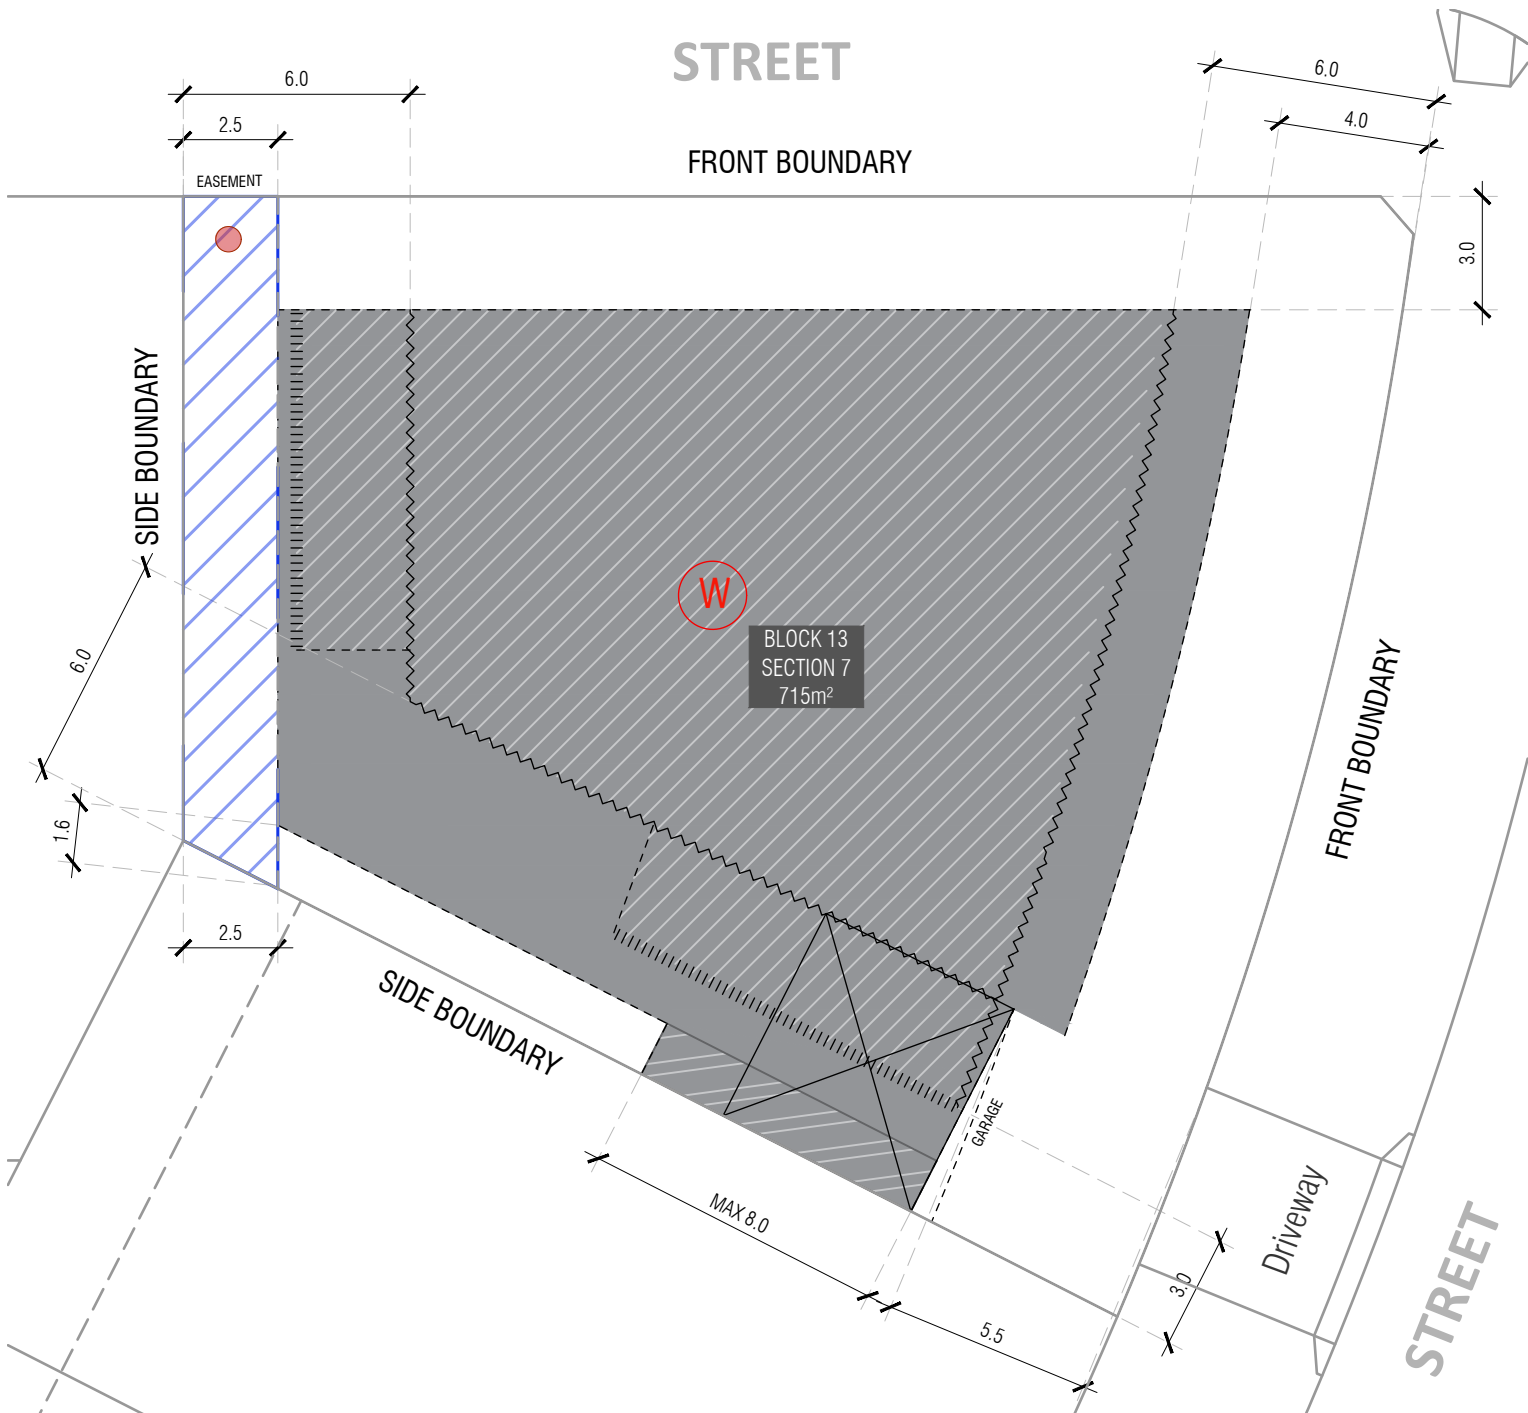 STREET
6.0
6.0
2.5
4.0
FRONT BOUNDARY
EASEMENT
3.0
SIDE BOUNDARY
W
BLOCK 13
SECTION 7
715m²
6.0
FRONT BOUNDARY
1.6
2.5
SIDE BOUNDARY
GARAGE
Driveway
MAX 8.0
3.0
5.5
STREET